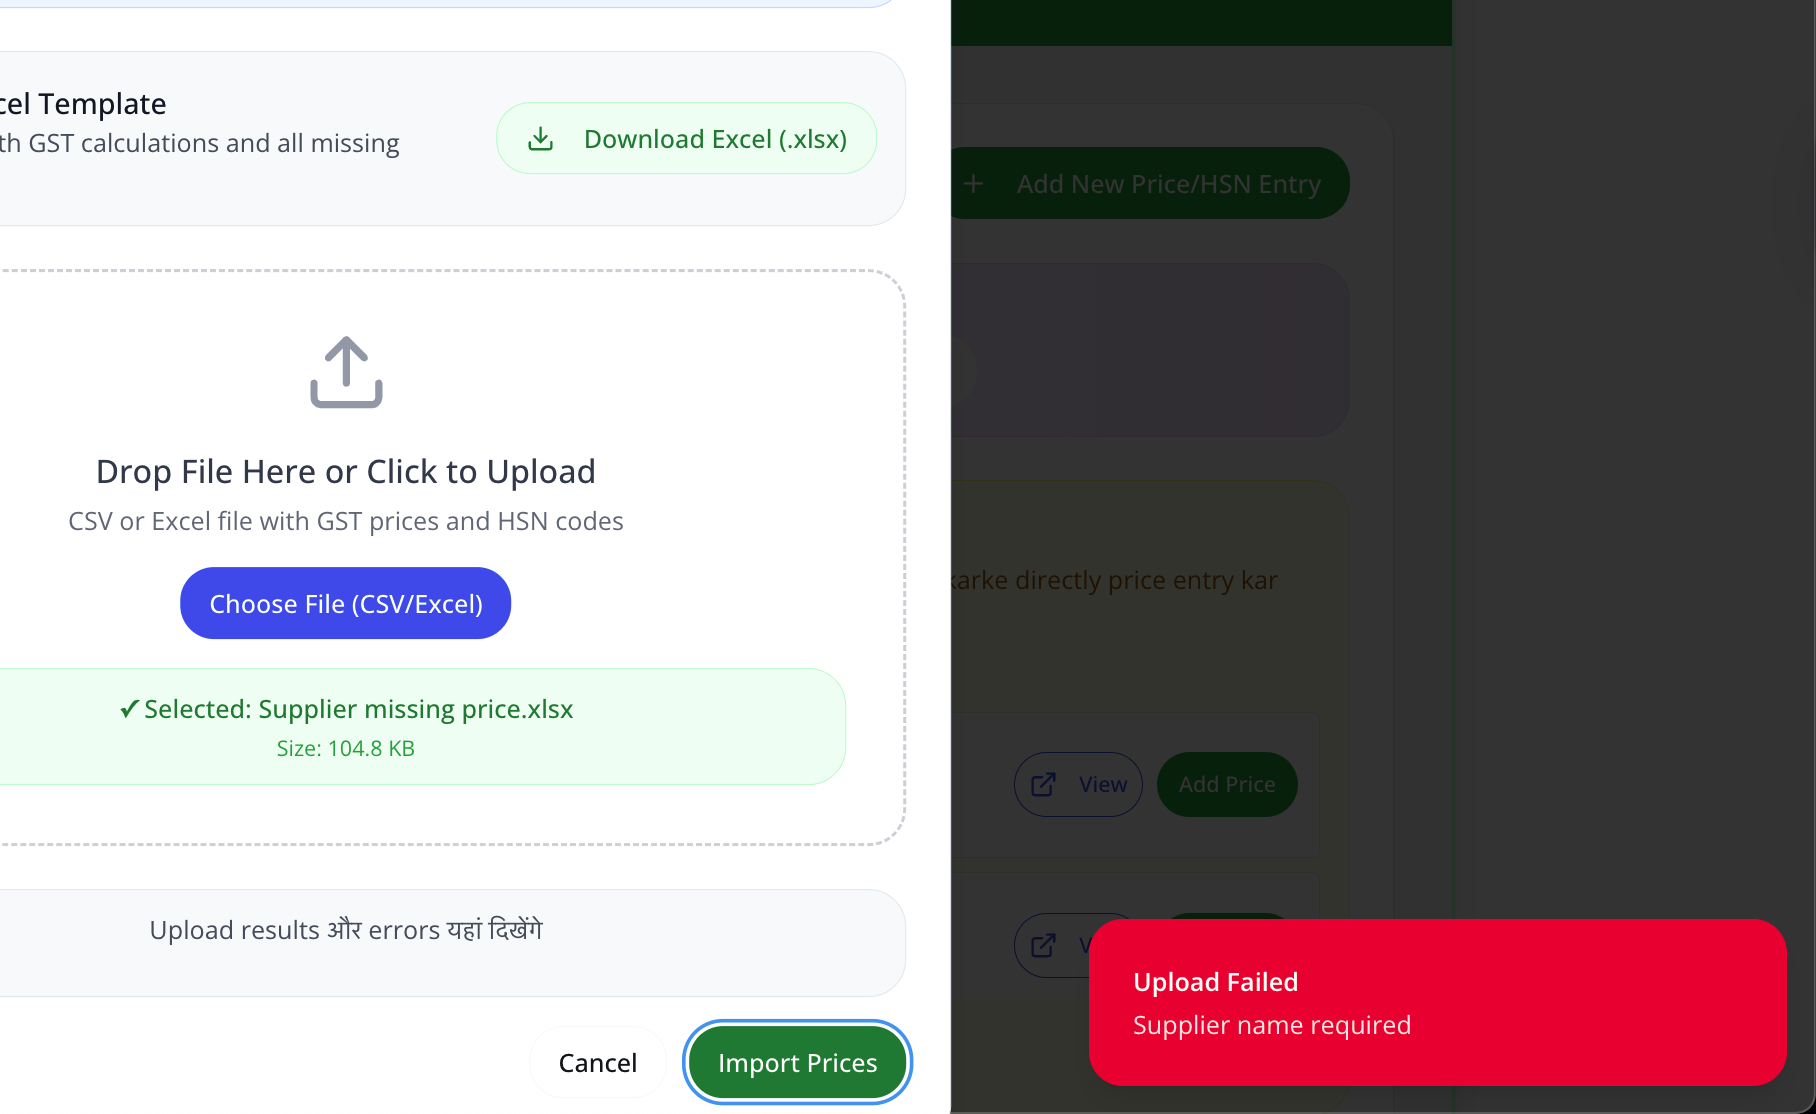 cel Template
th GST calculations and all missing
Download Excel (.xlsx)
Add New Price/HSN Entry
Drop File Here or Click to Upload
CSV or Excel file with GST prices and HSN codes
Choose File (CSV/Excel)
karke directly price entry kar
✓ Selected: Supplier missing price.xlsx
Size: 104.8 KB
View
Add Price
Upload results और errors यहां दिखेंगे
V
Upload Failed
Supplier name required
Cancel
Import Prices